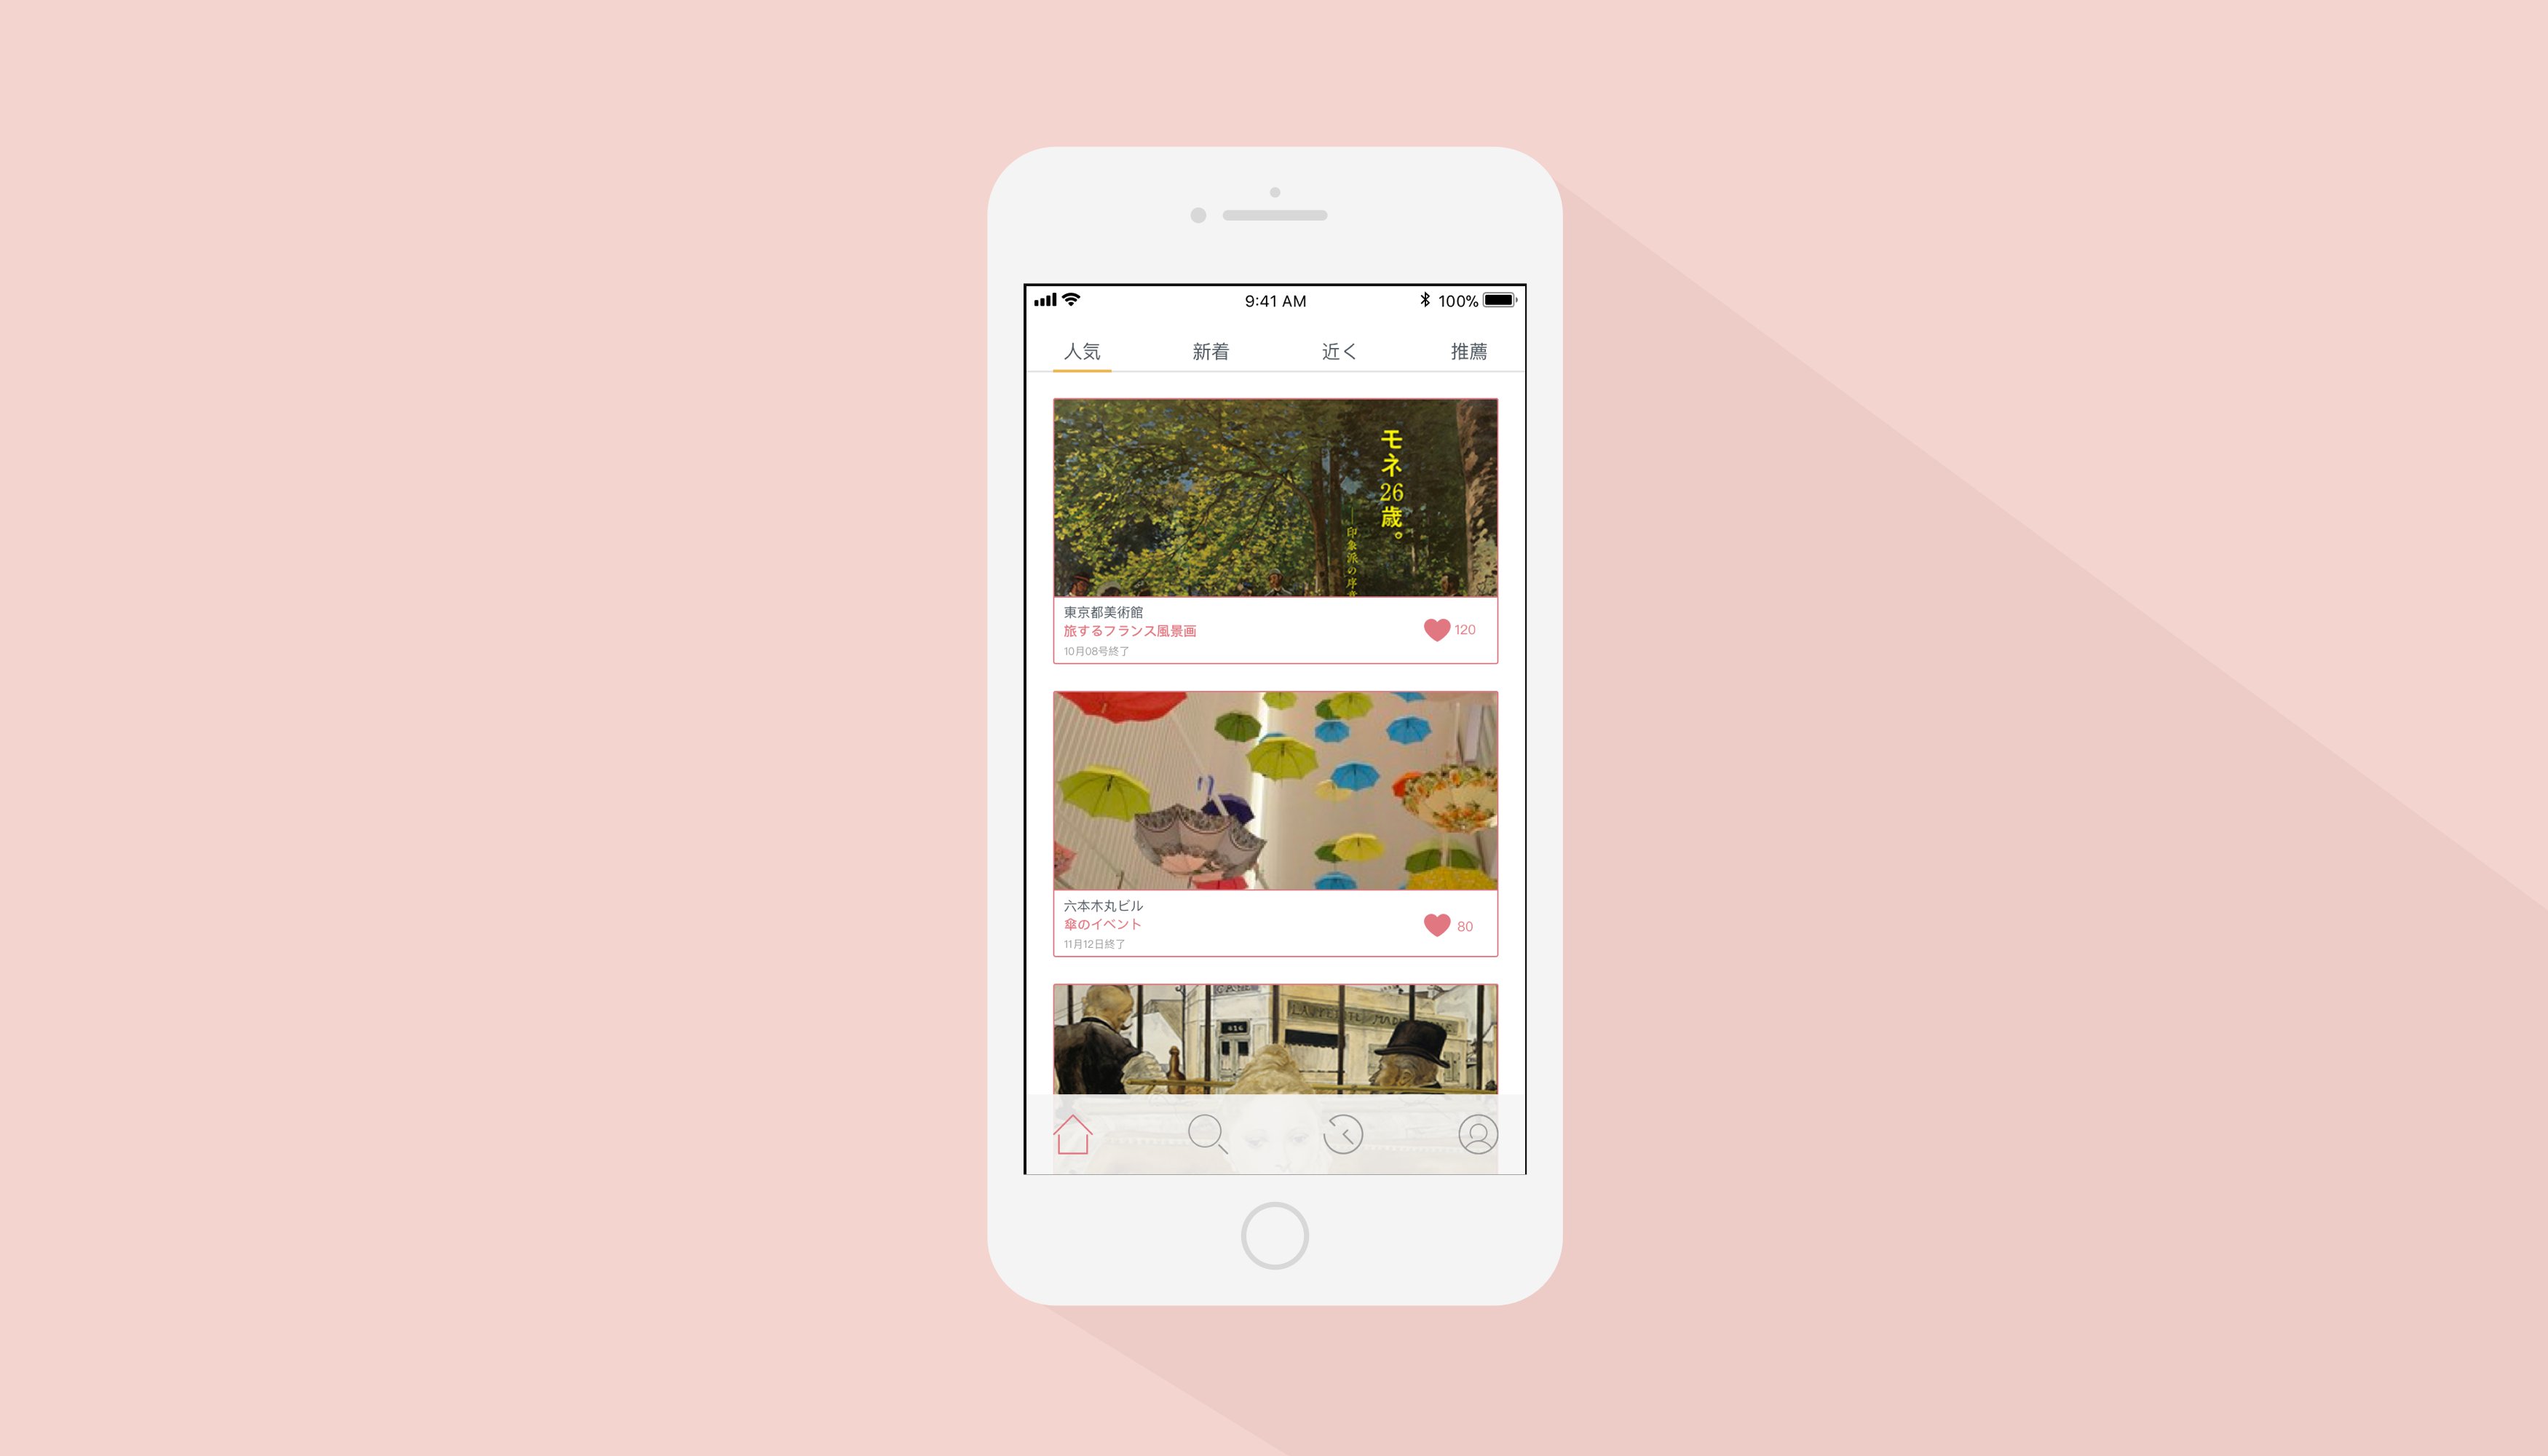 9:41 AM
100%
人気
新着
近く
推薦
モネ26歳。
―印象派の序章
東京都美術館
旅するフランス風景画
10月08号終了
120
六本木丸ビル
傘のイベント
11月12日終了
80
616